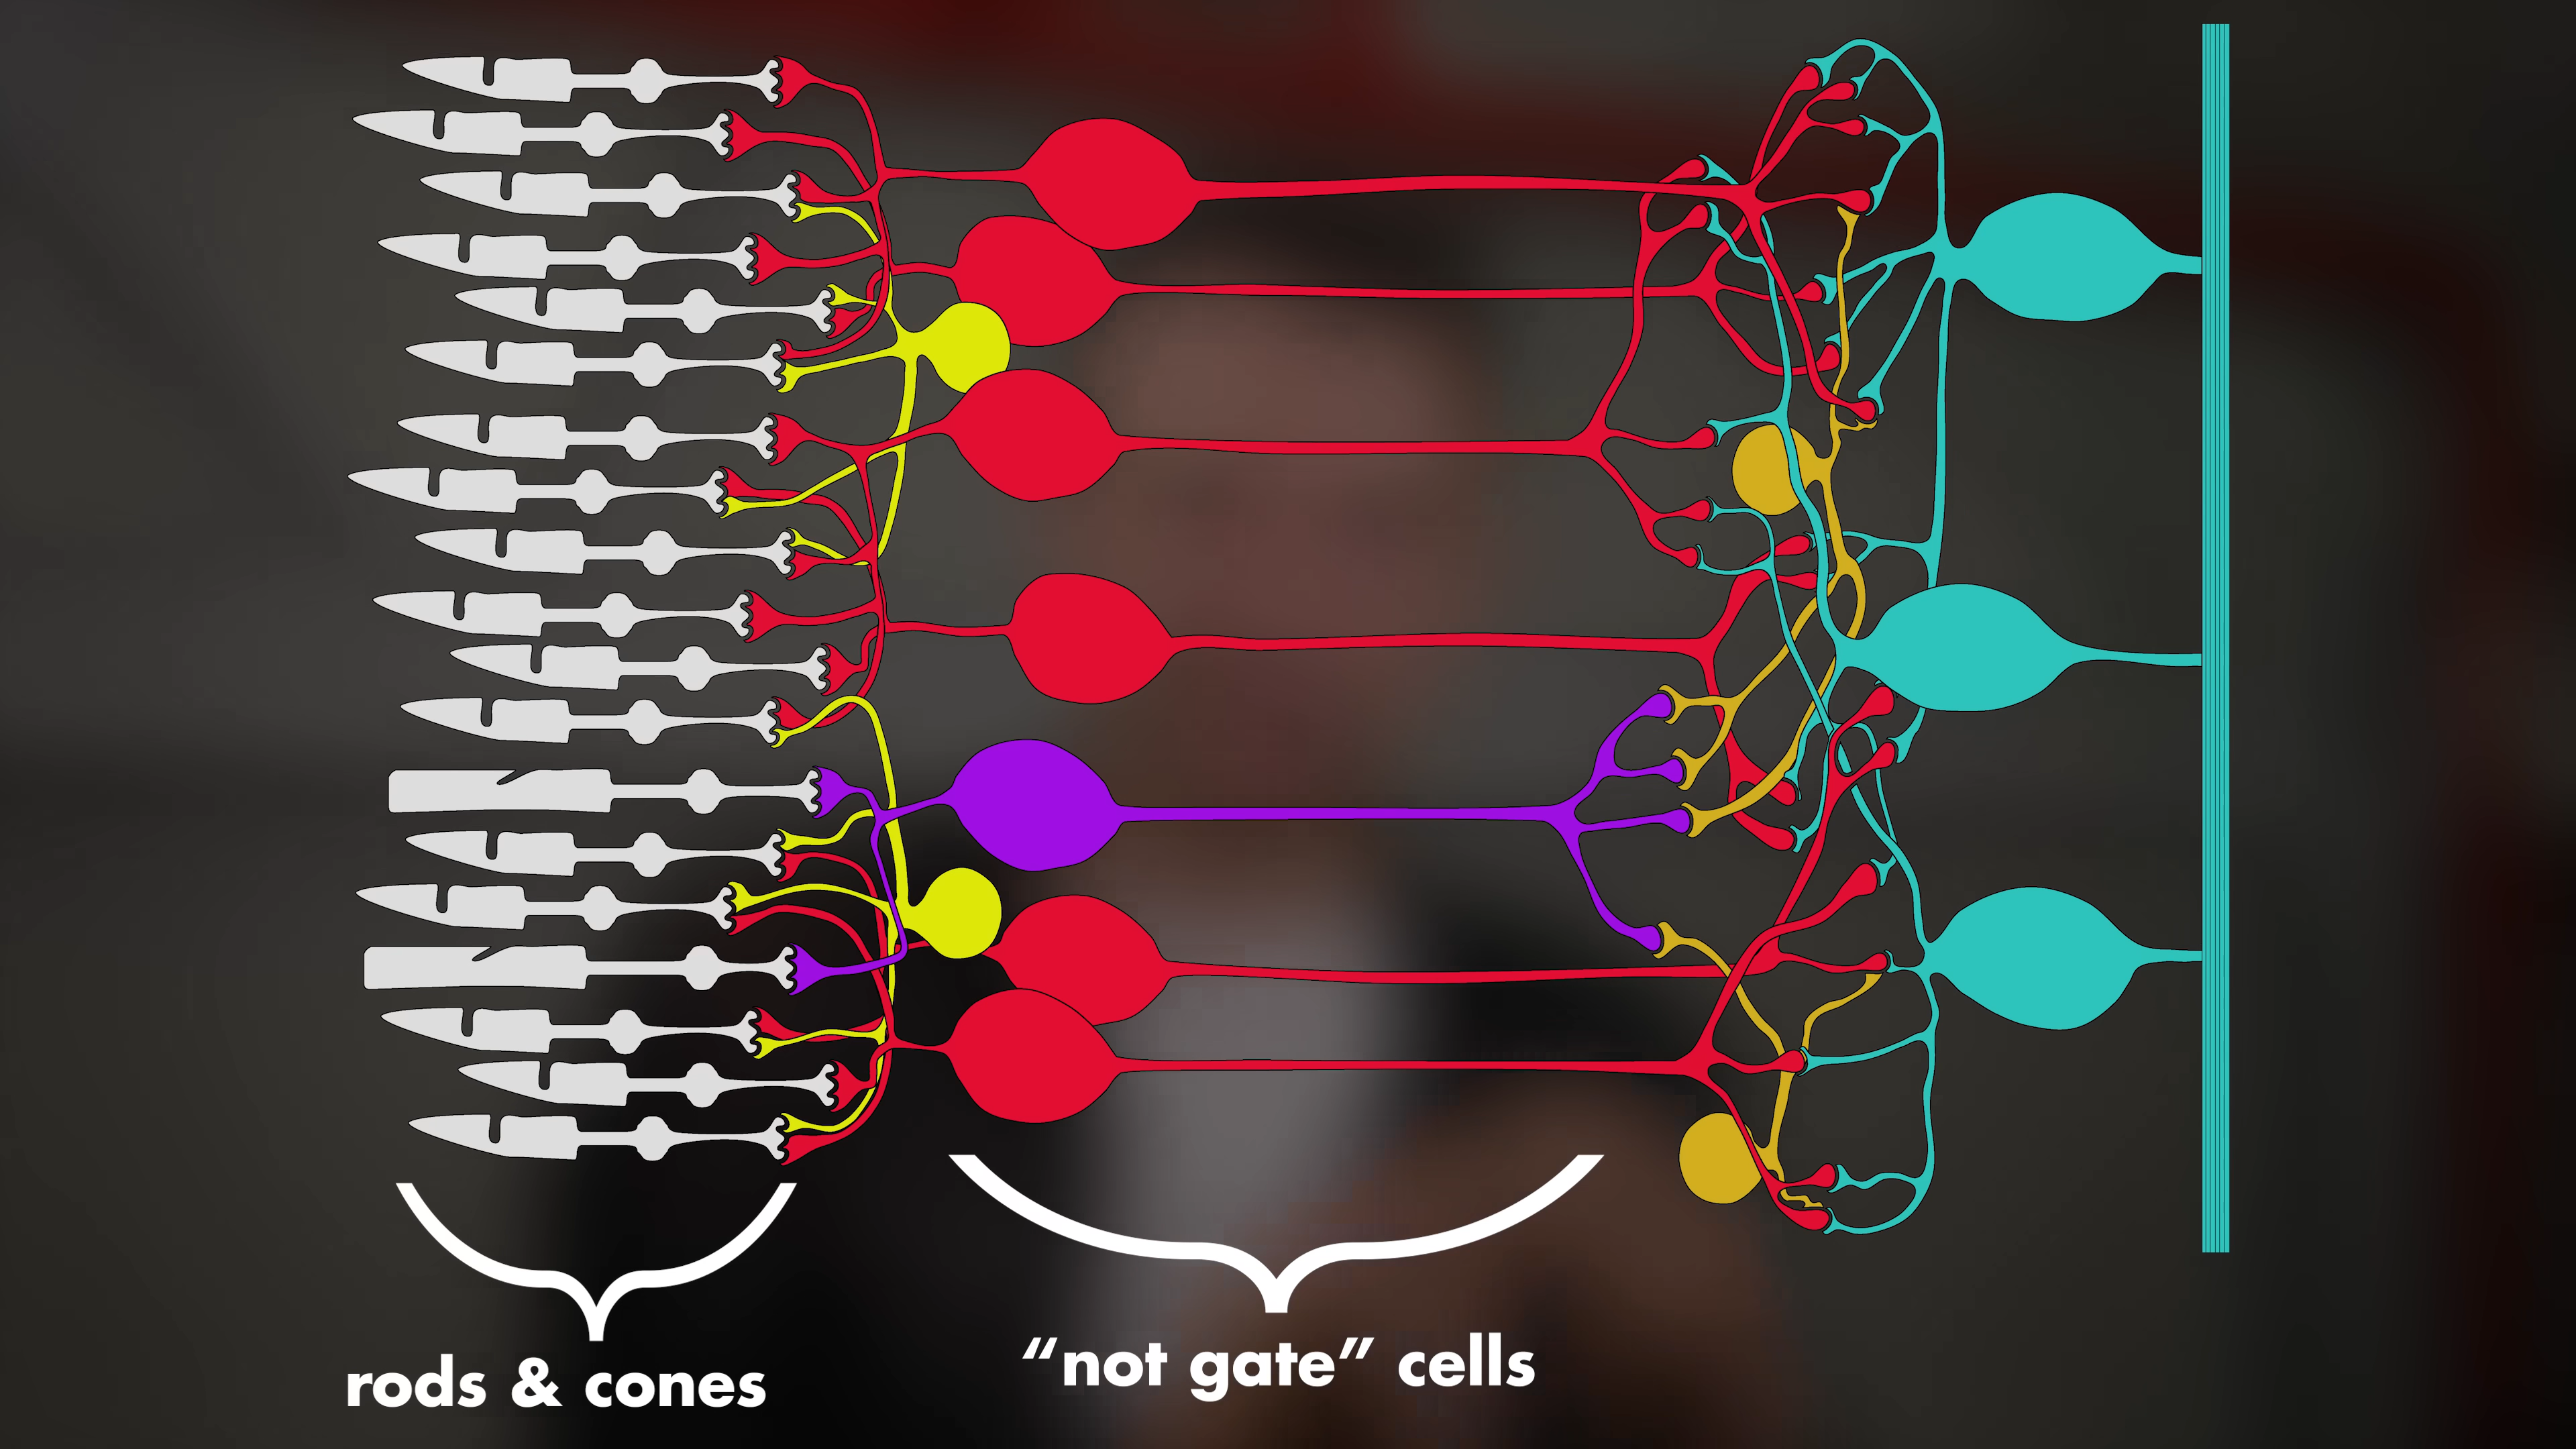 rods & cones
“not gate” cells